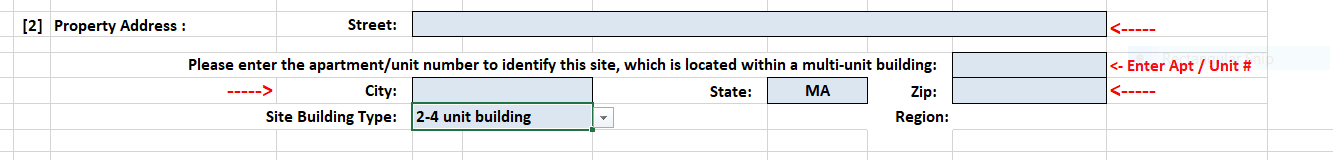 [2] Property Address : Street: <-----
Please enter the apartment/unit number to identify this site, which is located within a multi-unit building: <- Enter Apt / Unit #
-----> City: State: MA Zip: <-----
Site Building Type: 2-4 unit building Region: